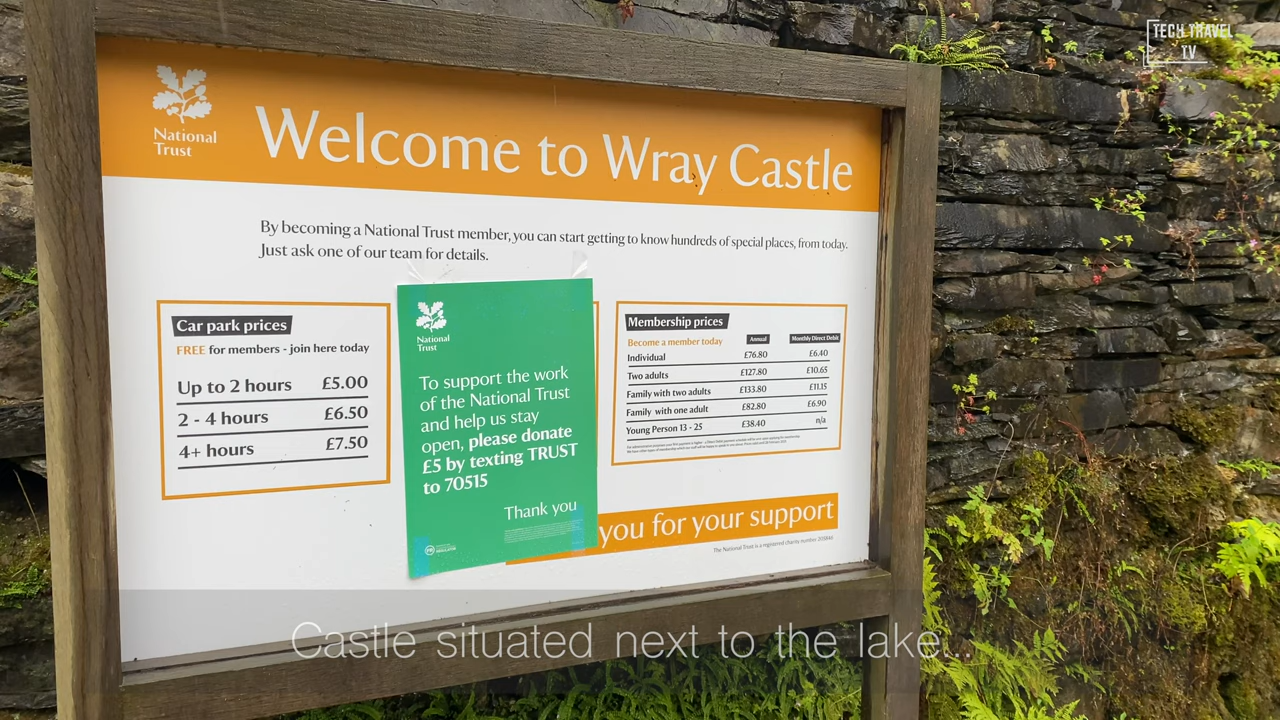 TECH TRAVEL
TV
National
Trust
Welcome to Wray Castle
By becoming a National Trust member, you can start getting to know hundreds of special places, from today.
Just ask one of our team for details.
Car park prices
FREE for members - join here today
Up to 2 hours £5.00
2 - 4 hours £6.50
4+ hours £7.50
National
Trust
To support the work
of the National Trust
and help us stay
open, please donate
£5 by texting TRUST
to 70515
Thank you
Membership prices
Become a member today Annual Monthly Direct Debit
Individual £76.80 £6.40
Two adults £127.80 £10.65
Family with two adults £133.80 £11.15
Family with one adult £82.80 £6.90
Young Person 13 - 25 £38.40 n/a
you for your support
The National Trust is a registered charity number 205846
Castle situated next to the lake...